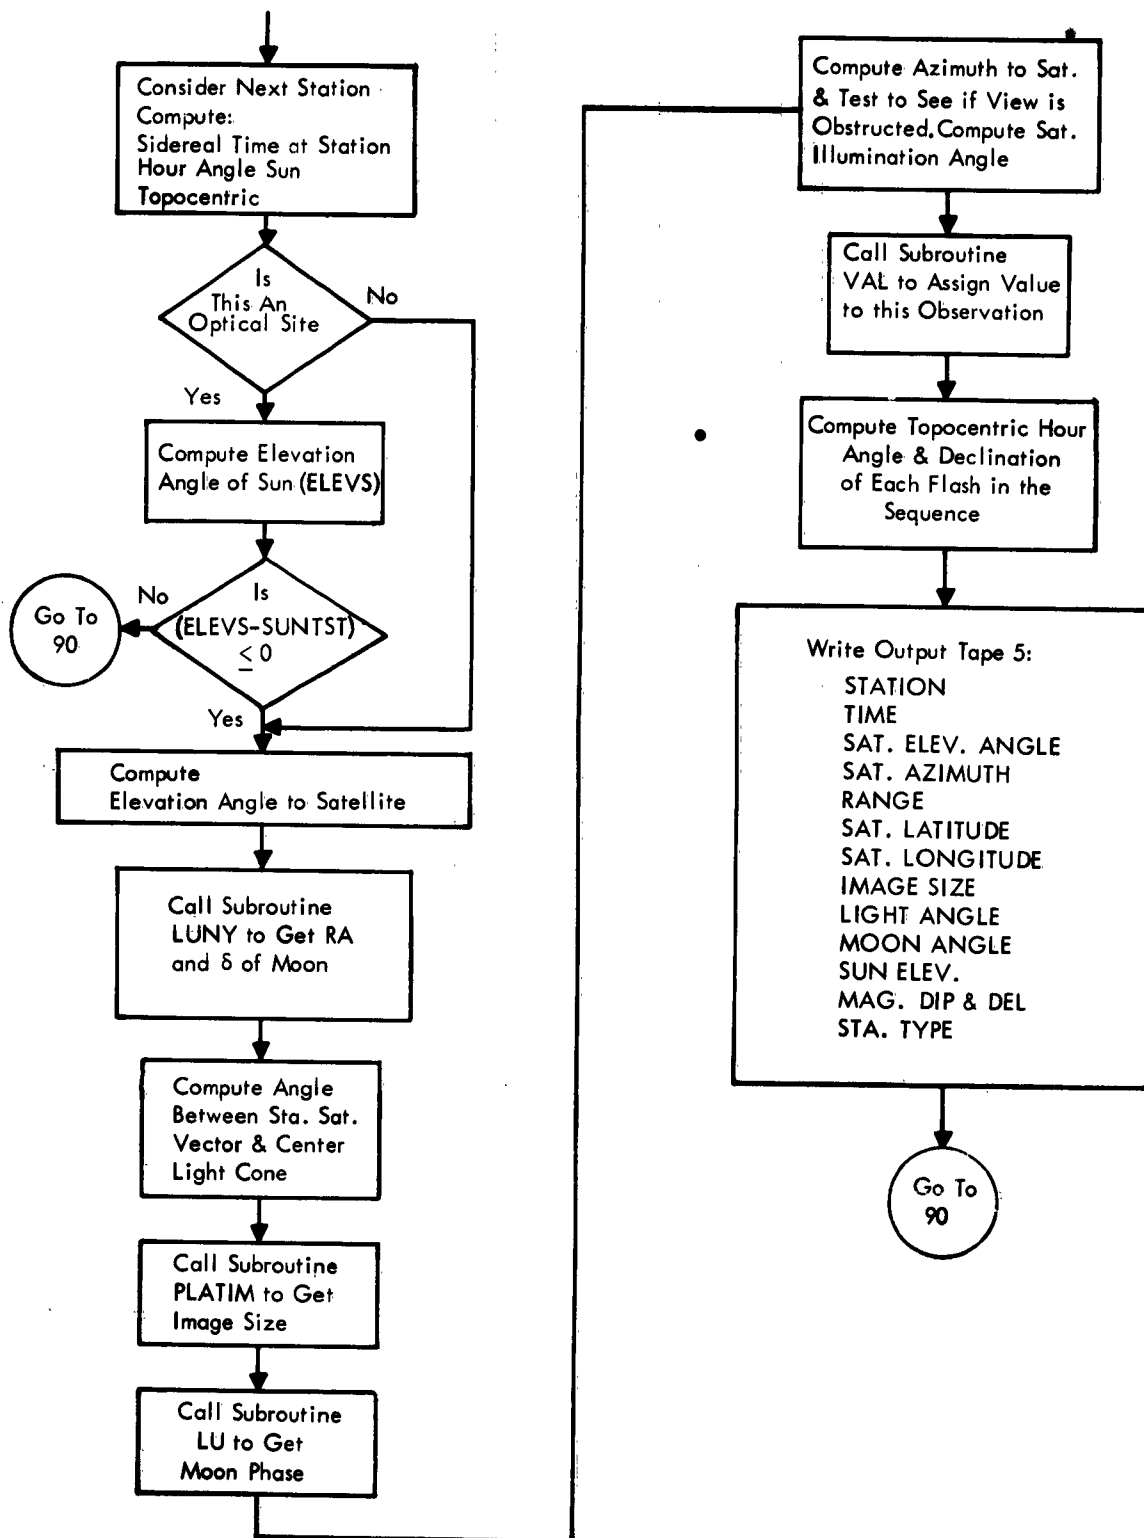 Consider Next Station
Compute:
Sidereal Time at Station
Hour Angle Sun
Topocentric
Is
This An
Optical Site
No
Yes
Compute Elevation
Angle of Sun (ELEVS)
Is
(ELEVS-SUNTST)
≤ 0
No
Go To
90
Yes
Compute
Elevation Angle to Satellite
Call Subroutine
LUNY to Get RA
and δ of Moon
Compute Angle
Between Sta. Sat.
Vector & Center
Light Cone
Call Subroutine
PLATIM to Get
Image Size
Call Subroutine
LU to Get
Moon Phase
Compute Azimuth to Sat.
& Test to See if View is
Obstructed. Compute Sat.
Illumination Angle
Call Subroutine
VAL to Assign Value
to this Observation
Compute Topocentric Hour
Angle & Declination
of Each Flash in the
Sequence
Write Output Tape 5:
STATION
TIME
SAT. ELEV. ANGLE
SAT. AZIMUTH
RANGE
SAT. LATITUDE
SAT. LONGITUDE
IMAGE SIZE
LIGHT ANGLE
MOON ANGLE
SUN ELEV.
MAG. DIP & DEL
STA. TYPE
Go To
90